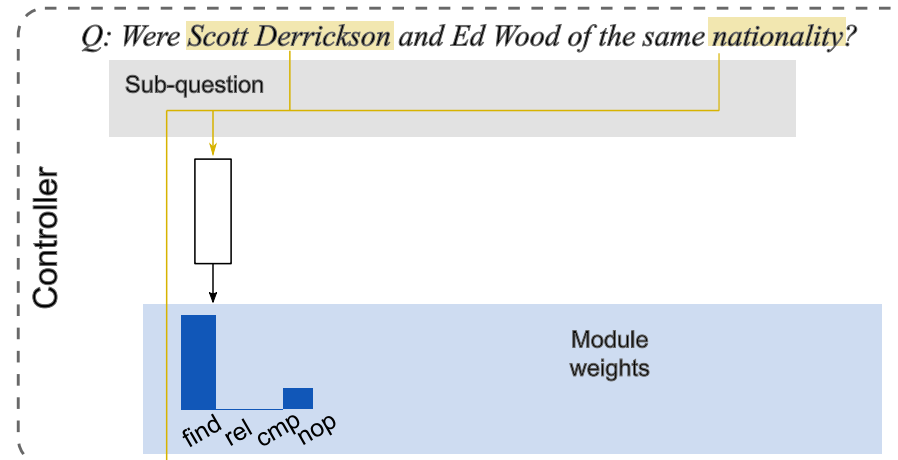 Q: Were Scott Derrickson and Ed Wood of the same nationality?
Sub-question
Controller
Module
weights
find
rel
cmp
nop